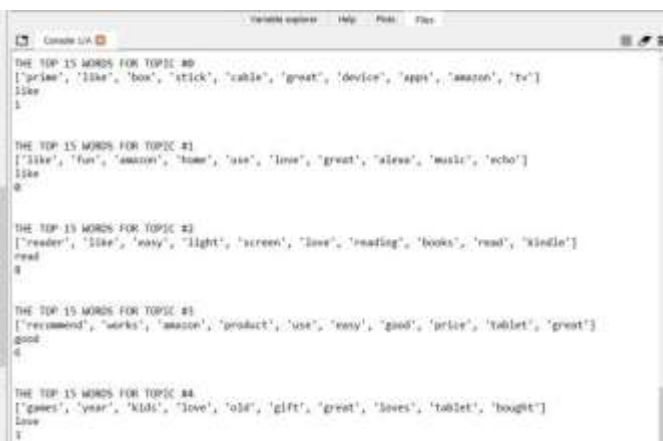 Variable explorer Help Plots Files
Console 1/A
THE TOP 15 WORDS FOR TOPIC #0
['prime', 'like', 'box', 'stick', 'cable', 'great', 'device', 'apps', 'amazon', 'tv']
like
1
THE TOP 15 WORDS FOR TOPIC #1
['like', 'fun', 'amazon', 'home', 'use', 'love', 'great', 'alexa', 'music', 'echo']
like
0
THE TOP 15 WORDS FOR TOPIC #2
['reader', 'like', 'easy', 'light', 'screen', 'love', 'reading', 'books', 'read', 'kindle']
read
8
THE TOP 15 WORDS FOR TOPIC #3
['recommend', 'works', 'amazon', 'product', 'use', 'easy', 'good', 'price', 'tablet', 'great']
good
6
THE TOP 15 WORDS FOR TOPIC #4
['games', 'year', 'kids', 'love', 'old', 'gift', 'great', 'loves', 'tablet', 'bought']
love
3